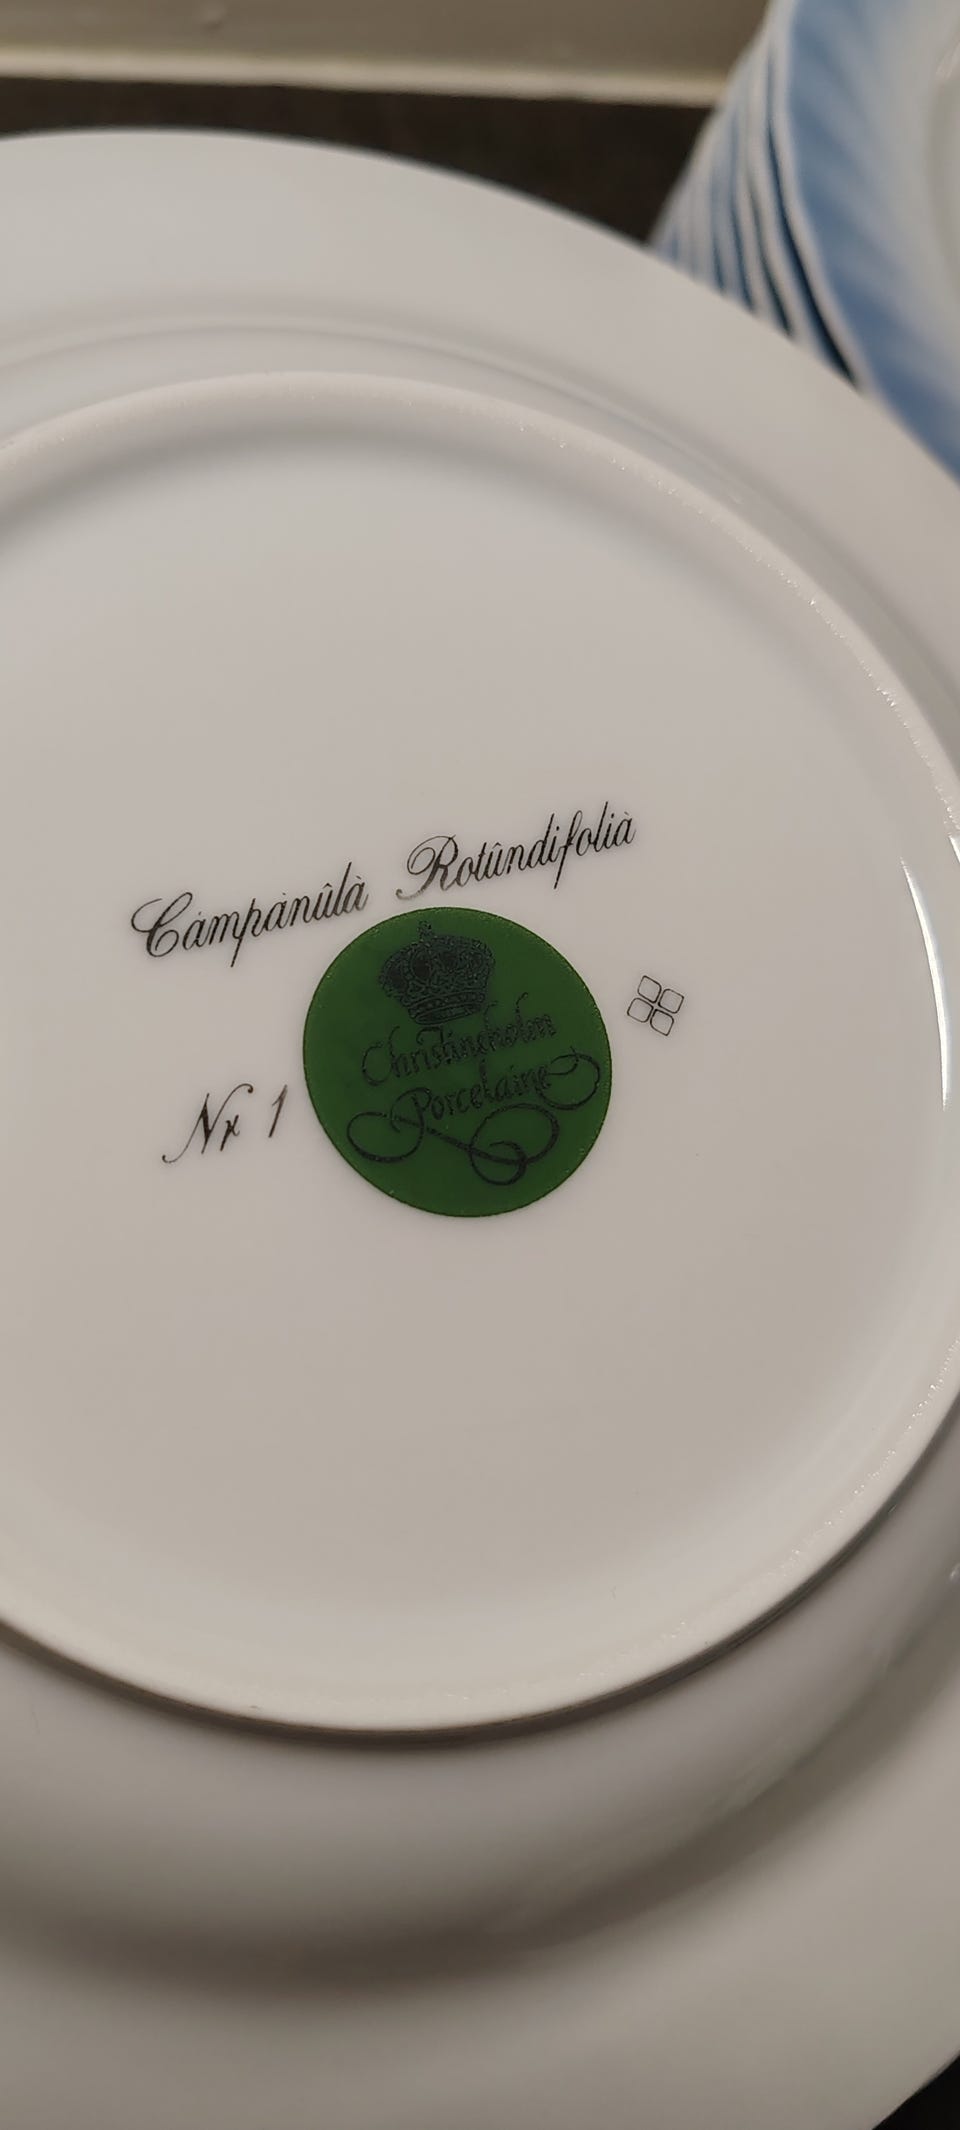 Càmpànûlà Rotûndifolià
Christineholm
Porcelaine
Nr 1